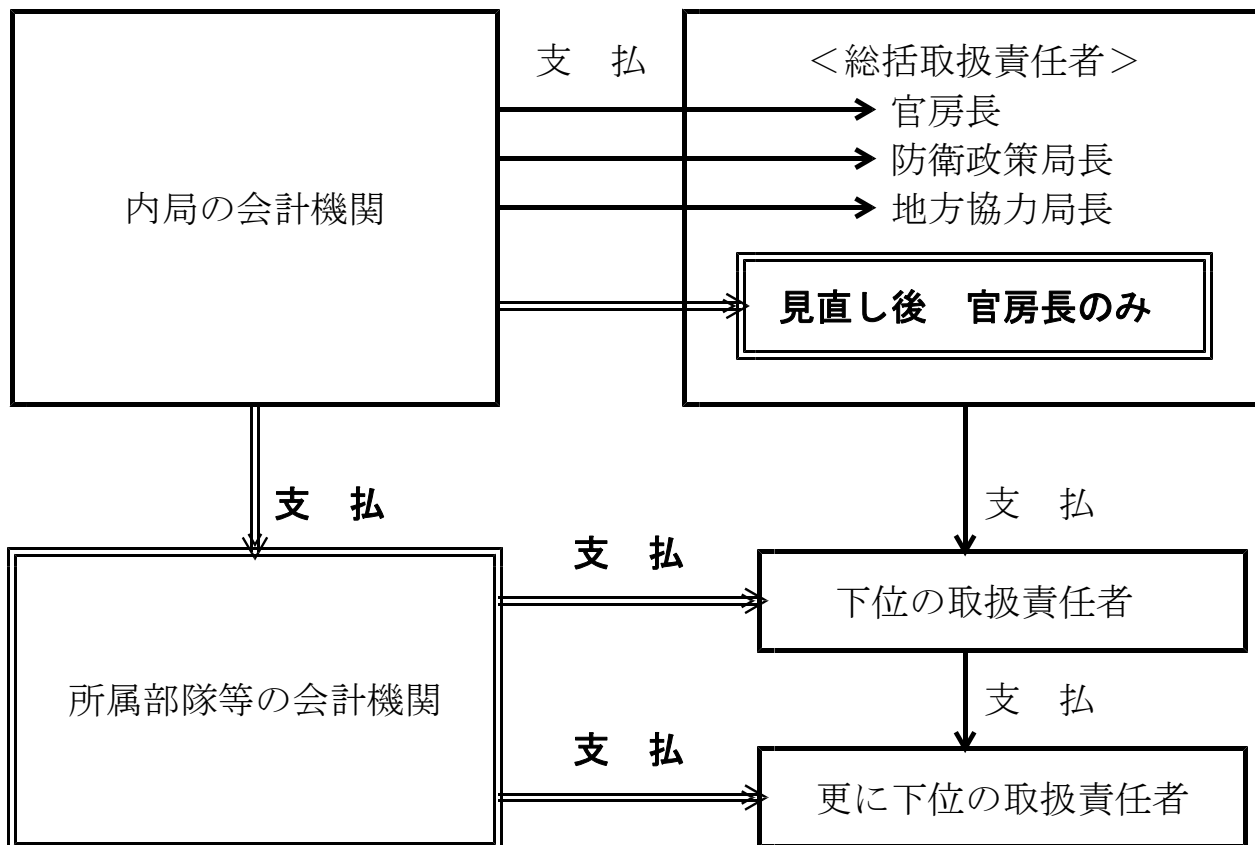 支　払
＜総括取扱責任者＞
官房長
防衛政策局長
地方協力局長
内局の会計機関
見直し後　官房長のみ
支　払
支　払
支　払
下位の取扱責任者
所属部隊等の会計機関
支　払
支　払
更に下位の取扱責任者